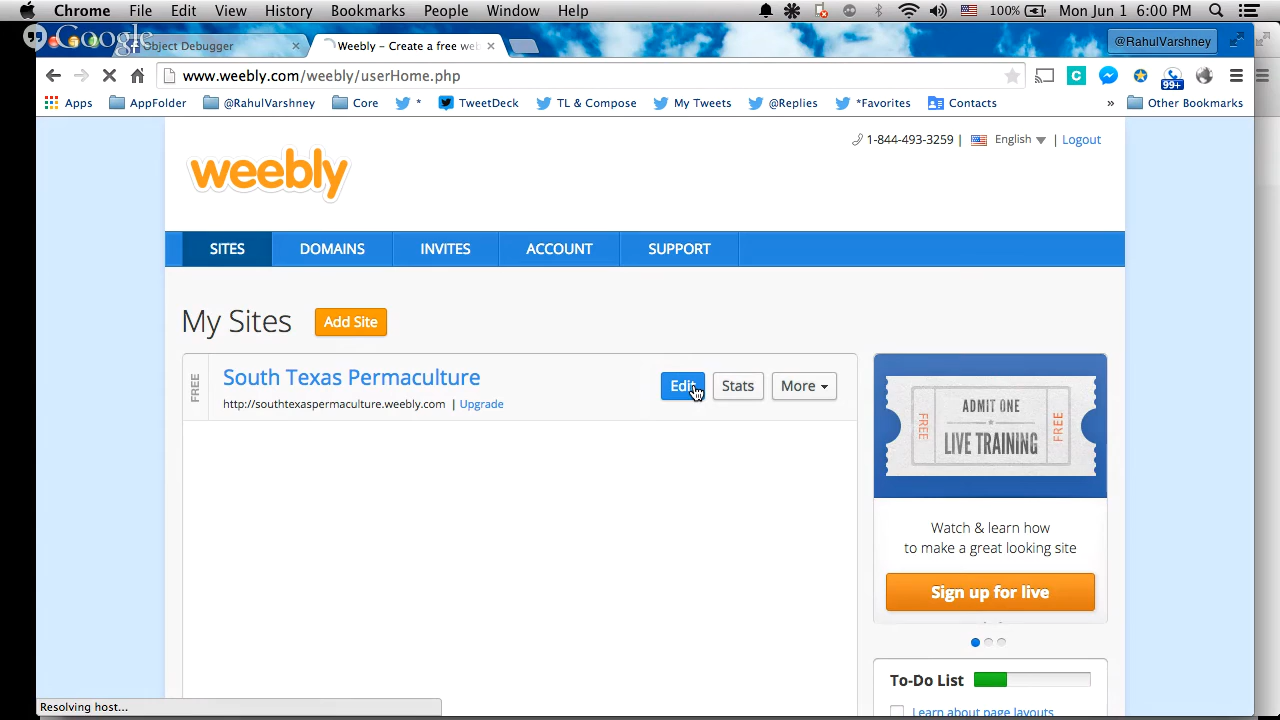 Chrome File Edit View History Bookmarks People Window Help 100% Mon Jun 1 6:00 PM
Google
Object Debugger Weebly - Create a free we @RahulVarshney
www.weebly.com/weebly/userHome.php 99+
Apps AppFolder @RahulVarshney Core * TweetDeck TL & Compose My Tweets @Replies *Favorites Contacts » Other Bookmarks
1-844-493-3259 | English | Logout
weebly
SITES DOMAINS INVITES ACCOUNT SUPPORT
My Sites Add Site
FREE
South Texas Permaculture
http://southtexaspermaculture.weebly.com | Upgrade
Edit Stats More
ADMIT ONE
FREE LIVE TRAINING FREE
Watch & learn how
to make a great looking site
Sign up for live
To-Do List
Learn about page layouts
Resolving host...